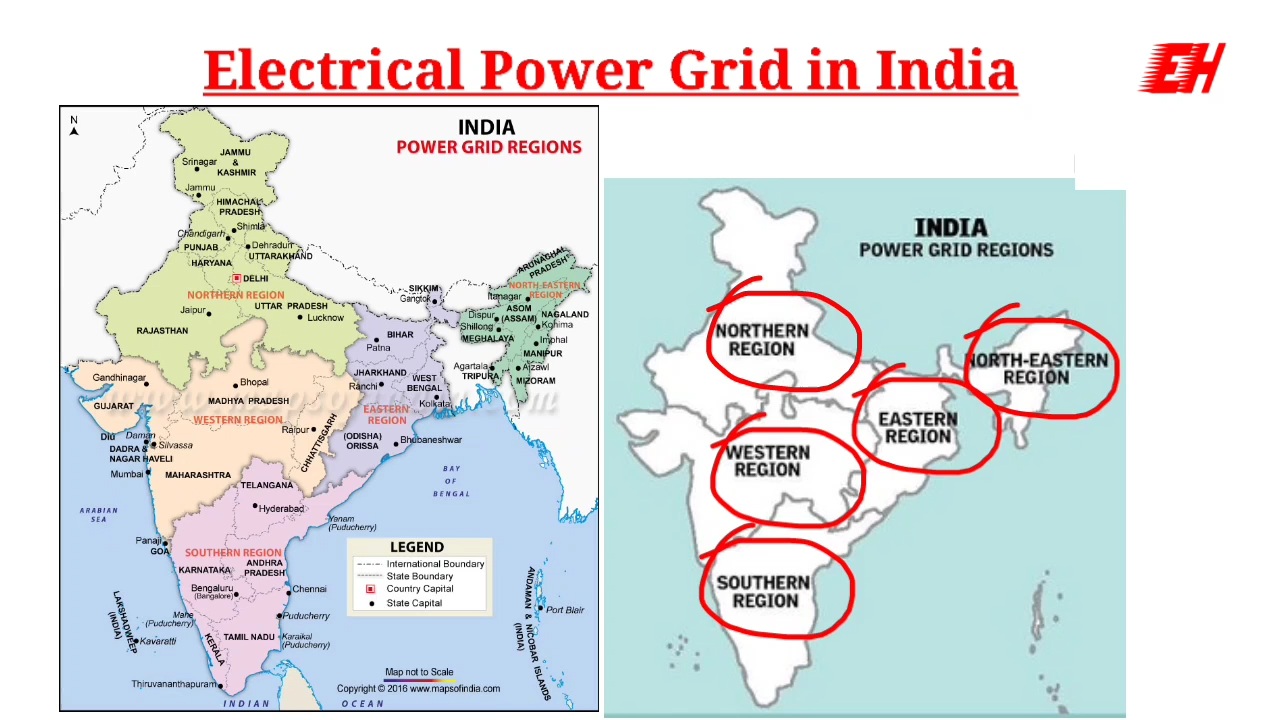 Electrical Power Grid in India
EH
N
INDIA
POWER GRID REGIONS
JAMMU
&
KASHMIR
Srinagar
Jammu
HIMACHAL
PRADESH
Shimla
Chandigarh
PUNJAB
Dehradun
UTTARAKHAND
HARYANA
DELHI
NORTHERN REGION
UTTAR PRADESH
Jaipur
Lucknow
RAJASTHAN
SIKKIM
Gangtok
ARUNACHAL
PRADESH
NORTH EASTERN
REGION
Itanagar
ASOM
(ASSAM)
Dispur
NAGALAND
Shillong
Kohima
MEGHALAYA
Imphal
MANIPUR
Agartala
TRIPURA
Aizawl
MIZORAM
BIHAR
Patna
JHARKHAND
Ranchi
WEST
BENGAL
Kolkata
EASTERN
REGION
(ODISHA)
ORISSA
Bhubaneshwar
Gandhinagar
GUJARAT
Bhopal
MADHYA PRADESH
WESTERN REGION
Raipur
CHHATTISGARH
Diu
Daman
Silvassa
DADRA &
NAGAR HAVELI
Mumbai
MAHARASHTRA
TELANGANA
Hyderabad
Yanam
(Puducherry)
BAY
OF
BENGAL
ARABIAN
SEA
Panaji
GOA
SOUTHERN REGION
KARNATAKA
ANDHRA
PRADESH
Bengaluru
(Bangalore)
Chennai
Mahe
(Puducherry)
Puducherry
TAMIL NADU
Karaikal
(Puducherry)
KERALA
LAKSHADWEEP
(INDIA)
Kavaratti
Thiruvananthapuram
INDIAN OCEAN
ANDAMAN & NICOBAR ISLANDS
(INDIA)
Port Blair
LEGEND
International Boundary
State Boundary
Country Capital
State Capital
Map not to Scale
Copyright © 2016 www.mapsofindia.com
INDIA
POWER GRID REGIONS
NORTHERN
REGION
NORTH-EASTERN
REGION
EASTERN
REGION
WESTERN
REGION
SOUTHERN
REGION